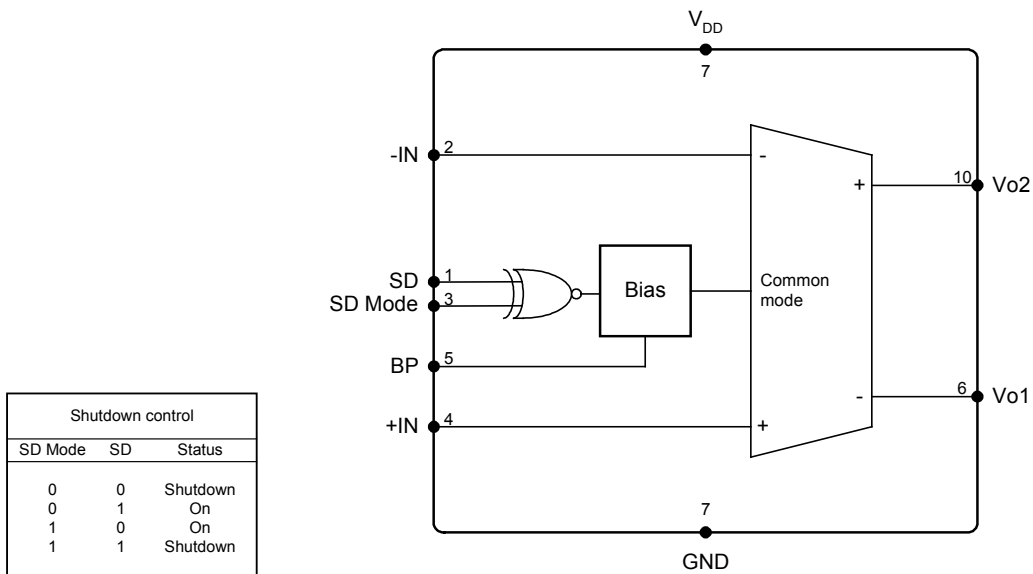 V_DD
7
-IN 2
-
+ 10 Vo2
SD 1
SD Mode 3
Bias
Common
mode
BP 5
- 6 Vo1
+IN 4 +
7
GND
Shutdown control
SD Mode SD Status
0 0 Shutdown
0 1 On
1 0 On
1 1 Shutdown